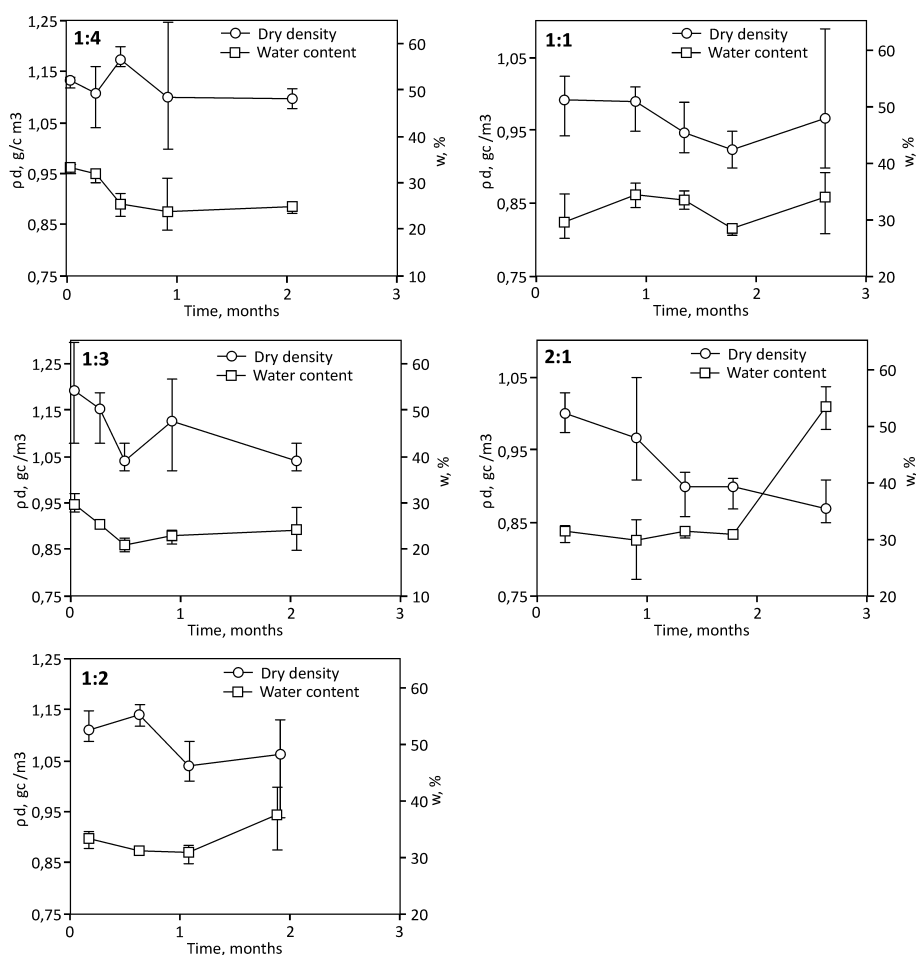 1:4
Dry density
Water content
1,25
1,15
1,05
0,95
0,85
0,75
ρ d, g/c m3
60
50
40
30
20
10
w, %
0 1 2 3
Time, months
1:1
Dry density
Water content
1,05
0,95
0,85
0,75
ρ d, gc /m3
60
50
40
30
20
w, %
0 1 2 3
Time, months
1:3
Dry density
Water content
1,25
1,15
1,05
0,95
0,85
0,75
ρ d, gc /m3
60
50
40
30
20
10
w, %
0 1 2 3
Time, months
2:1
Dry density
Water content
1,05
0,95
0,85
0,75
ρ d, gc /m3
60
50
40
30
20
w, %
0 1 2 3
Time, months
1:2
Dry density
Water content
1,25
1,15
1,05
0,95
0,85
0,75
ρ d, gc /m3
60
50
40
30
20
w, %
0 1 2 3
Time, months